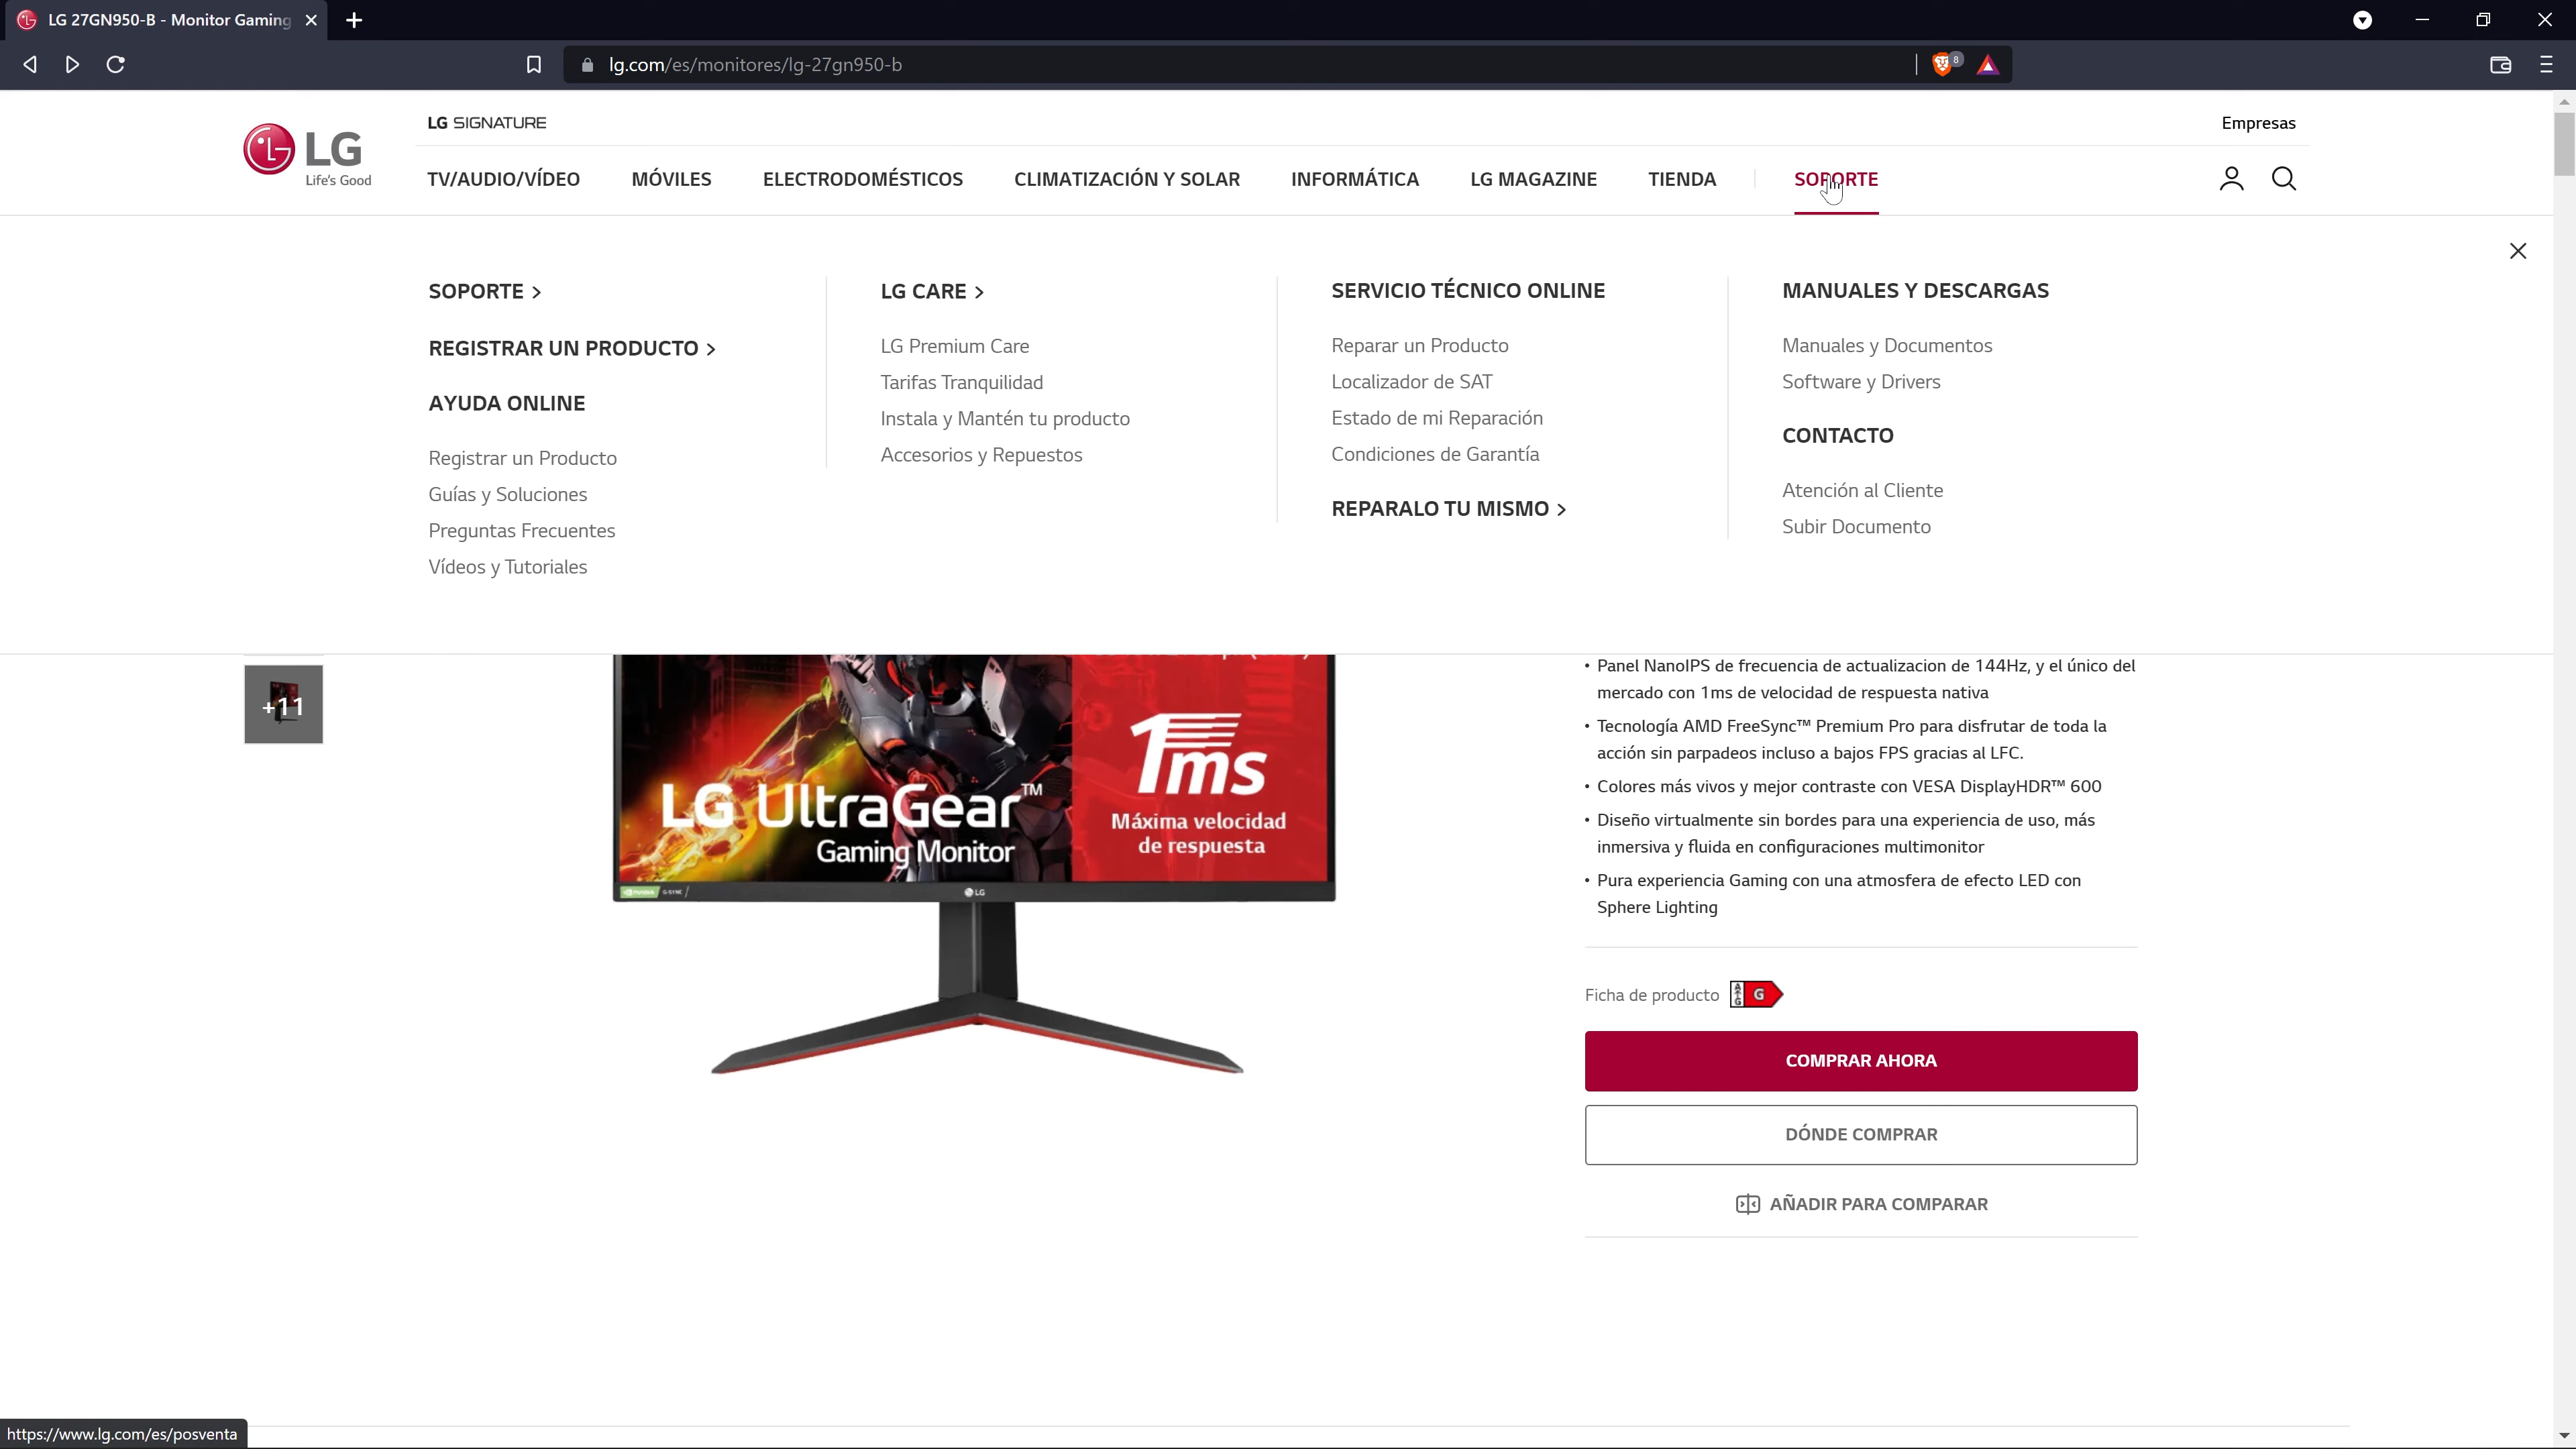 LG 27GN950-B - Monitor Gaming
lg.com/es/monitores/lg-27gn950-b
8
LG SIGNATURE
Empresas
LG
Life's Good
TV/AUDIO/VÍDEO
MÓVILES
ELECTRODOMÉSTICOS
CLIMATIZACIÓN Y SOLAR
INFORMÁTICA
LG MAGAZINE
TIENDA
SOPORTE
SOPORTE >
REGISTRAR UN PRODUCTO >
AYUDA ONLINE
Registrar un Producto
Guías y Soluciones
Preguntas Frecuentes
Vídeos y Tutoriales
LG CARE >
LG Premium Care
Tarifas Tranquilidad
Instala y Mantén tu producto
Accesorios y Repuestos
SERVICIO TÉCNICO ONLINE
Reparar un Producto
Localizador de SAT
Estado de mi Reparación
Condiciones de Garantía
REPARALO TU MISMO >
MANUALES Y DESCARGAS
Manuales y Documentos
Software y Drivers
CONTACTO
Atención al Cliente
Subir Documento
+11
LG UltraGear™
Gaming Monitor
1ms
Máxima velocidad
de respuesta
G-SYNC
LG
• Panel NanoIPS de frecuencia de actualizacion de 144Hz, y el único del
mercado con 1ms de velocidad de respuesta nativa
• Tecnología AMD FreeSync™ Premium Pro para disfrutar de toda la
acción sin parpadeos incluso a bajos FPS gracias al LFC.
• Colores más vivos y mejor contraste con VESA DisplayHDR™ 600
• Diseño virtualmente sin bordes para una experiencia de uso, más
inmersiva y fluida en configuraciones multimonitor
• Pura experiencia Gaming con una atmosfera de efecto LED con
Sphere Lighting
Ficha de producto
A
G
G
COMPRAR AHORA
DÓNDE COMPRAR
AÑADIR PARA COMPARAR
https://www.lg.com/es/posventa